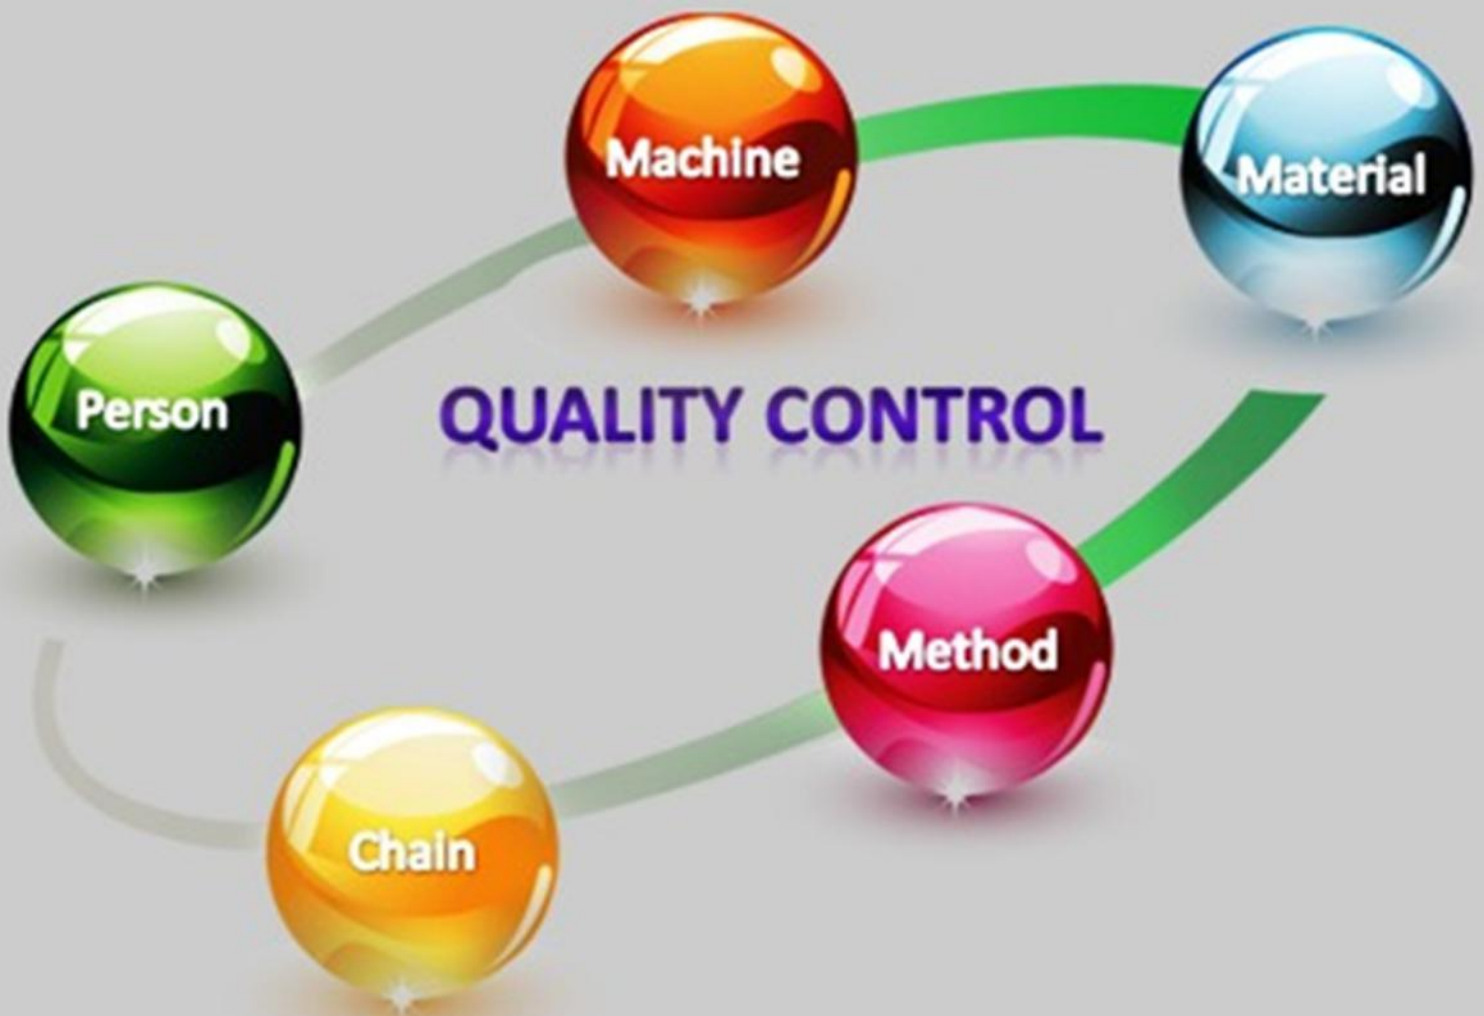 Machine
Material
Person
QUALITY CONTROL
Method
Chain